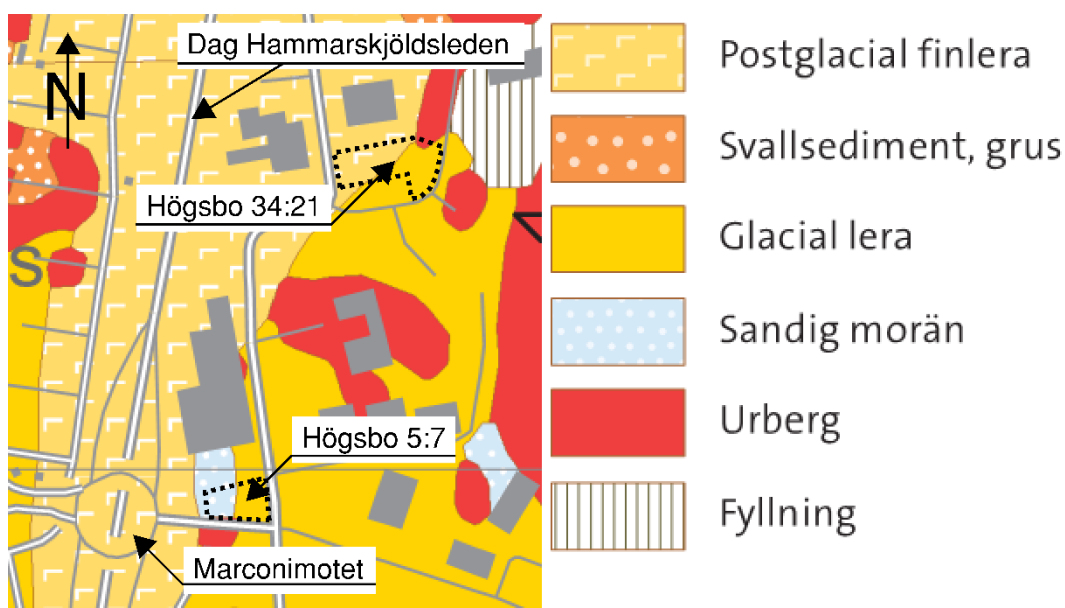 Dag Hammarskjöldsleden
N
Högsbo 34:21
S
Högsbo 5:7
Marconimotet
Postglacial finlera
Svallsediment, grus
Glacial lera
Sandig morän
Urberg
Fyllning